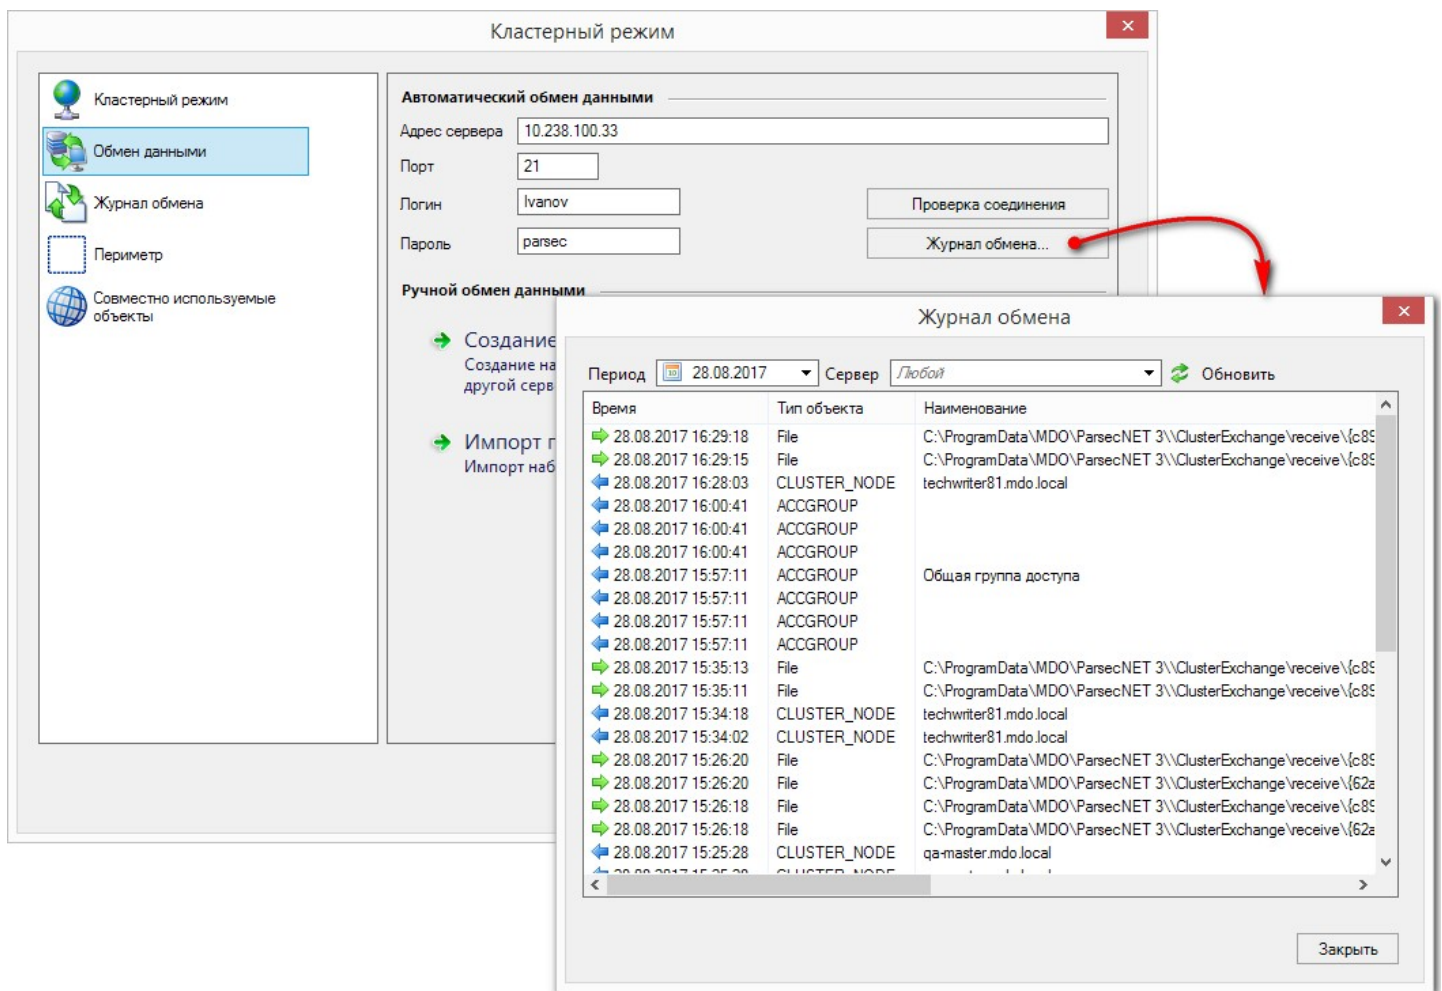 Кластерный режим
Кластерный режим
Обмен данными
Журнал обмена
Периметр
Совместно используемые
объекты
Автоматический обмен данными
Адрес сервера 10.238.100.33
Порт 21
Логин Ivanov
Проверка соединения
Пароль parsec
Журнал обмена...
Ручной обмен данными
Создание
Создание на
другой серв
Импорт п
Импорт наб
Журнал обмена
Период 28.08.2017 Сервер Любой Обновить
Время Тип объекта Наименование
28.08.2017 16:29:18 File C:\ProgramData\MDO\ParsecNET 3\\ClusterExchange\receive\{c89
28.08.2017 16:29:15 File C:\ProgramData\MDO\ParsecNET 3\\ClusterExchange\receive\{c89
28.08.2017 16:28:03 CLUSTER_NODE techwriter81.mdo.local
28.08.2017 16:00:41 ACCGROUP
28.08.2017 16:00:41 ACCGROUP
28.08.2017 16:00:41 ACCGROUP
28.08.2017 15:57:11 ACCGROUP Общая группа доступа
28.08.2017 15:57:11 ACCGROUP
28.08.2017 15:57:11 ACCGROUP
28.08.2017 15:57:11 ACCGROUP
28.08.2017 15:35:13 File C:\ProgramData\MDO\ParsecNET 3\\ClusterExchange\receive\{c89
28.08.2017 15:35:11 File C:\ProgramData\MDO\ParsecNET 3\\ClusterExchange\receive\{c89
28.08.2017 15:34:18 CLUSTER_NODE techwriter81.mdo.local
28.08.2017 15:34:02 CLUSTER_NODE techwriter81.mdo.local
28.08.2017 15:26:20 File C:\ProgramData\MDO\ParsecNET 3\\ClusterExchange\receive\{c89
28.08.2017 15:26:20 File C:\ProgramData\MDO\ParsecNET 3\\ClusterExchange\receive\{62a
28.08.2017 15:26:18 File C:\ProgramData\MDO\ParsecNET 3\\ClusterExchange\receive\{c89
28.08.2017 15:26:18 File C:\ProgramData\MDO\ParsecNET 3\\ClusterExchange\receive\{62a
28.08.2017 15:25:28 CLUSTER_NODE qa-master.mdo.local
Закрыть